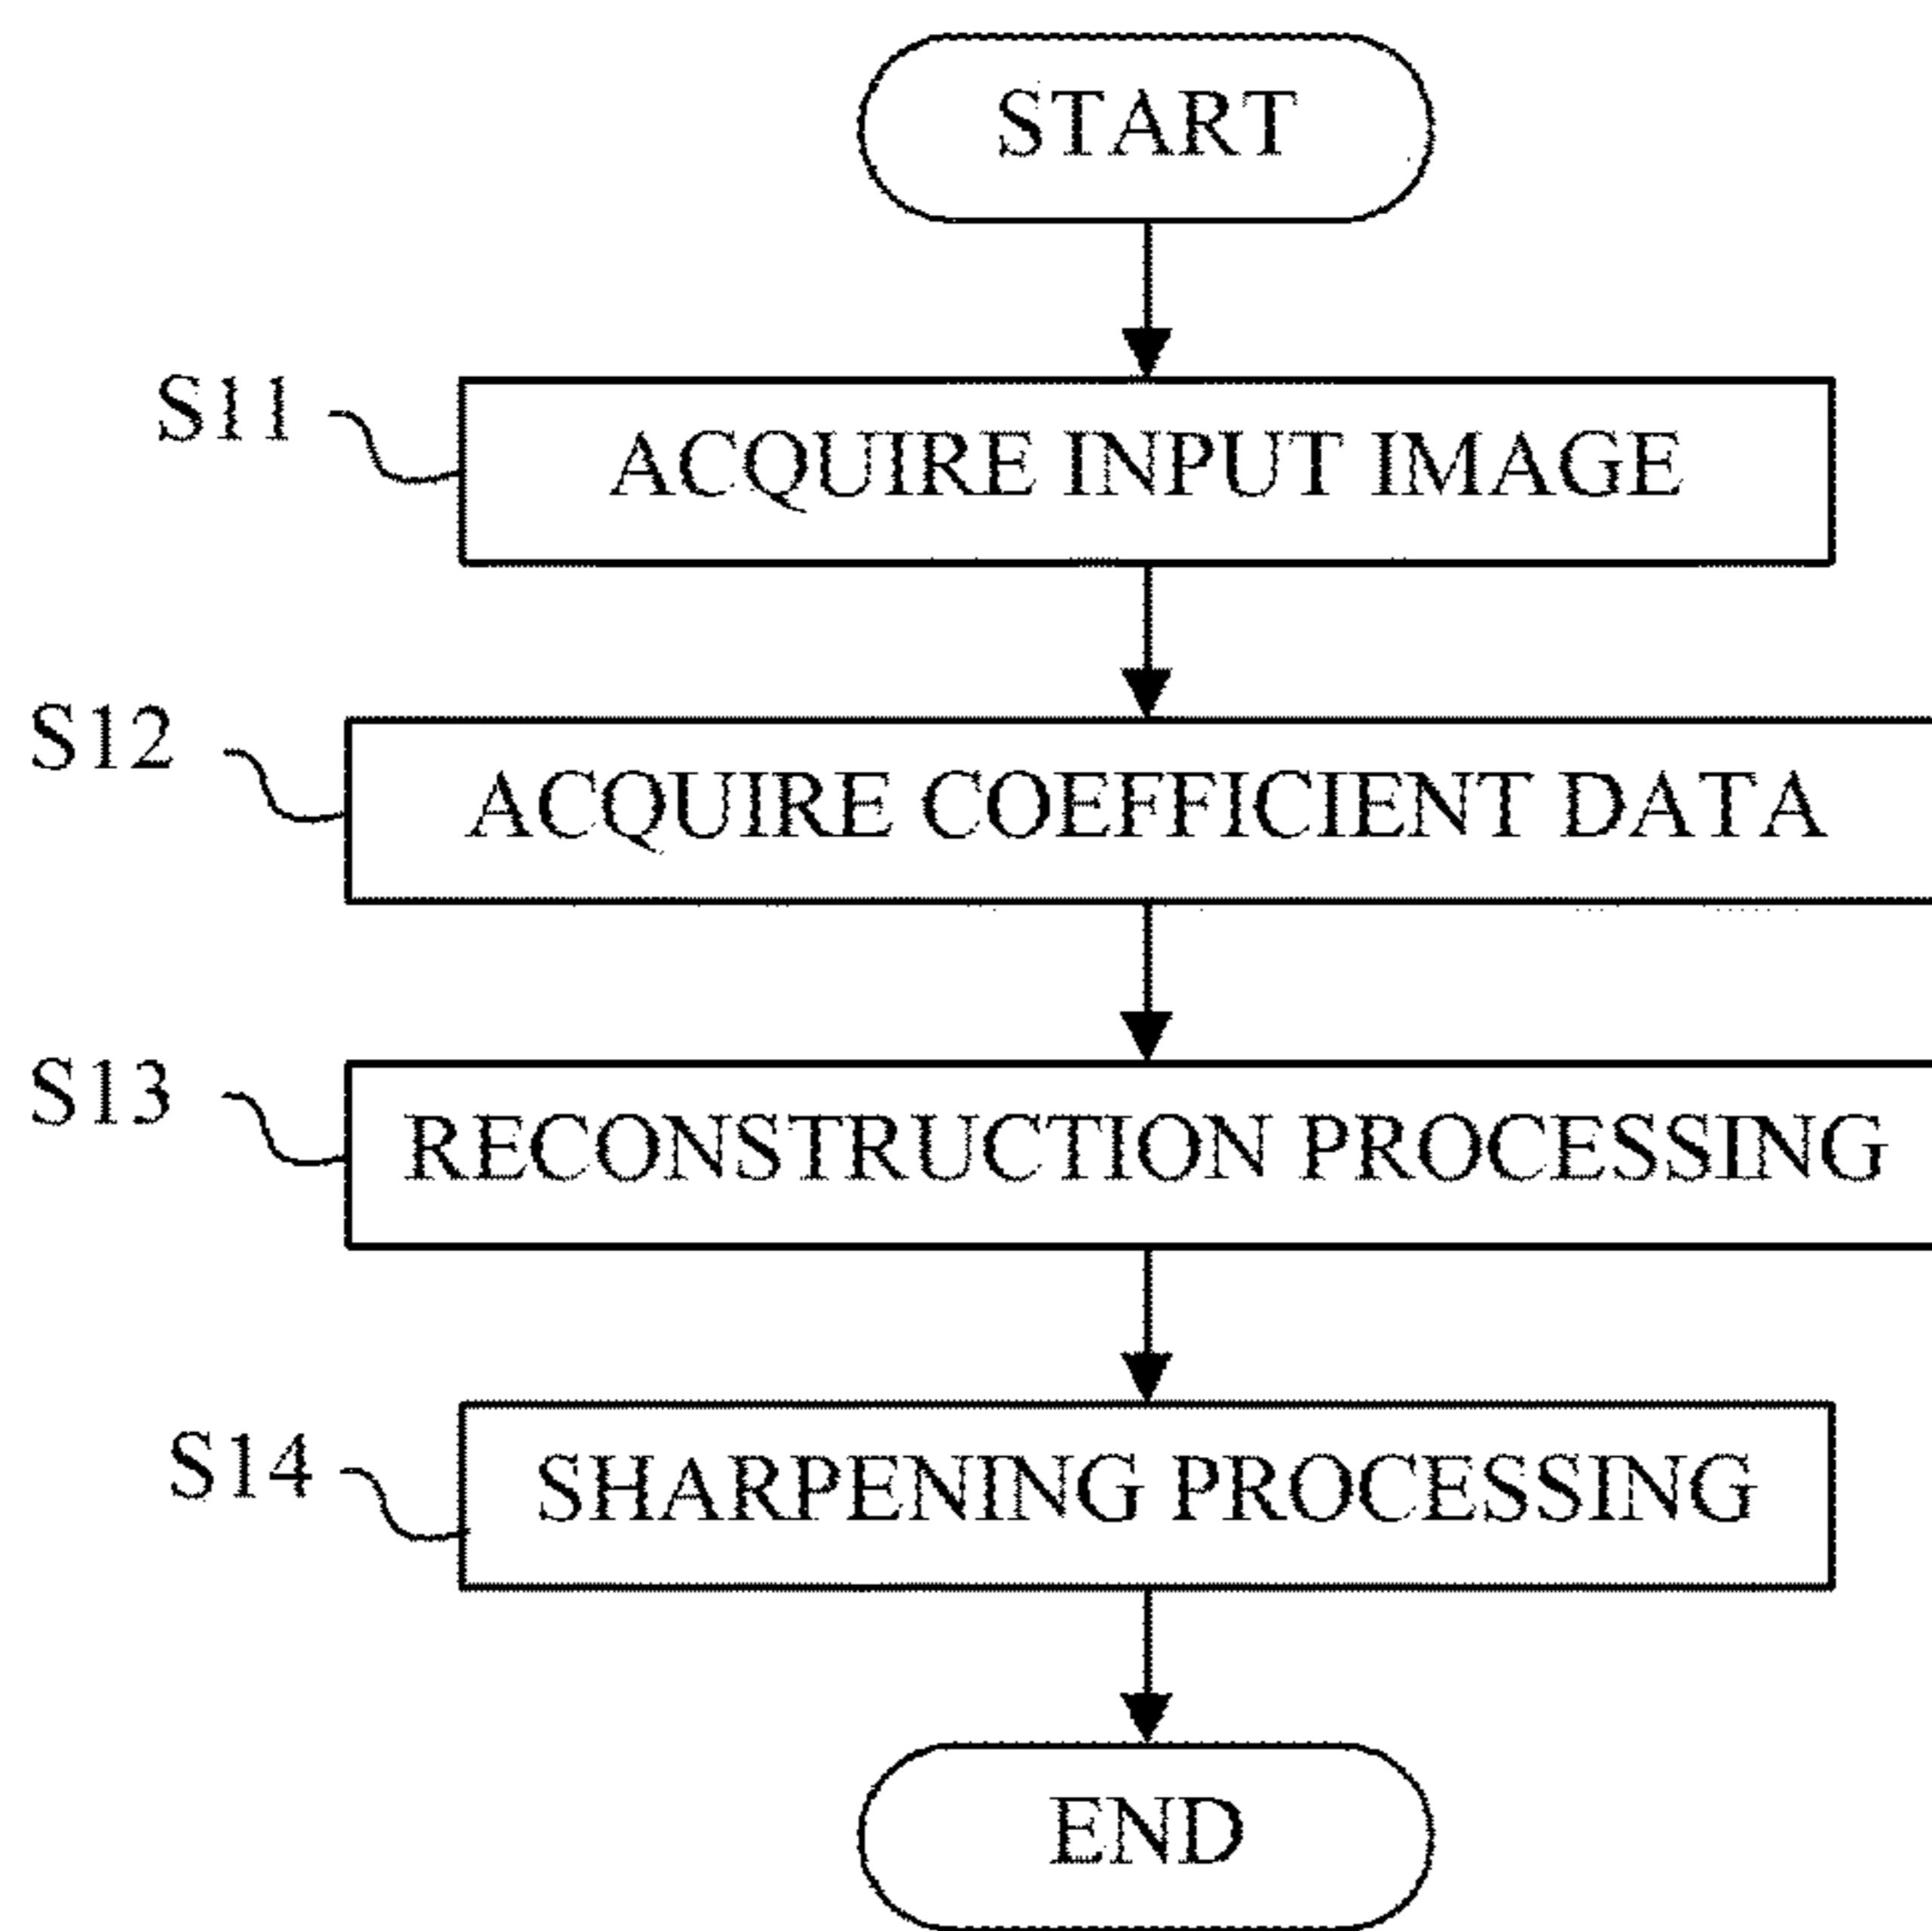 START
S11
ACQUIRE INPUT IMAGE
S12
ACQUIRE COEFFICIENT DATA
S13
RECONSTRUCTION PROCESSING
S14
SHARPENING PROCESSING
END